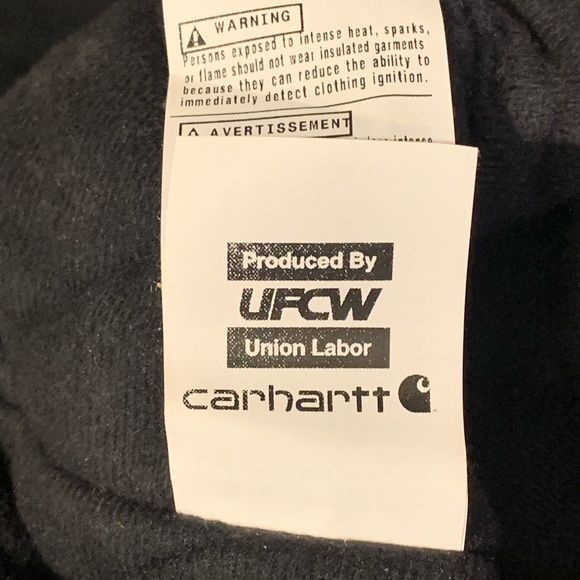 WARNING
Persons exposed to intense heat, sparks,
or flame should not wear insulated garments
because they can reduce the ability to
immediately detect clothing ignition.
AVERTISSEMENT
intense
Produced By
UFCW
Union Labor
carhartt